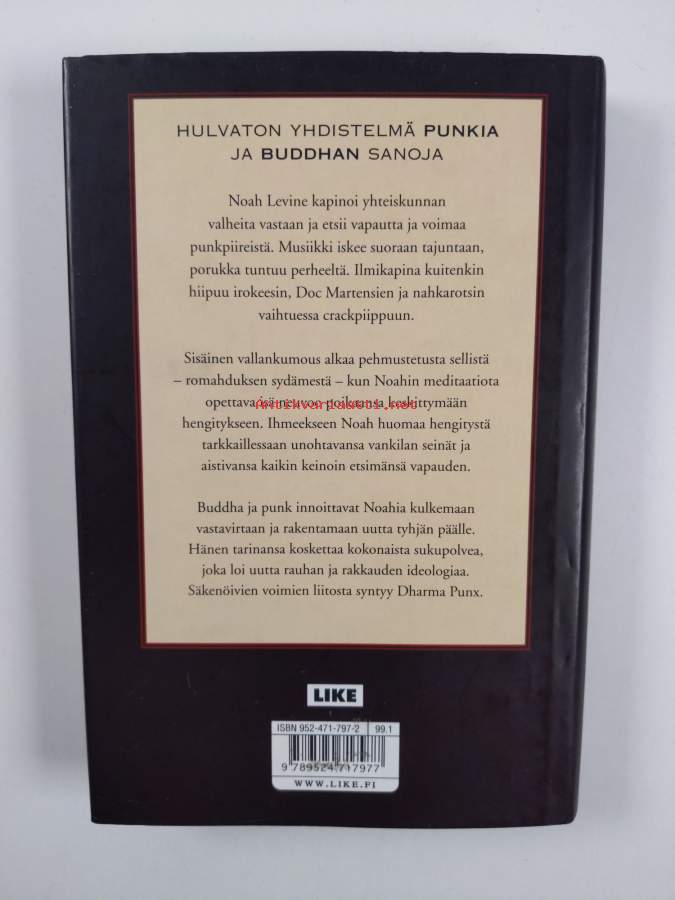 HULVATON YHDISTELMÄ PUNKIA
JA BUDDHAN SANOJA
Noah Levine kapinoi yhteiskunnan
valheita vastaan ja etsii vapautta ja voimaa
punkpiireistä. Musiikki iskee suoraan tajuntaan,
porukka tuntuu perheeltä. Ilmikapina kuitenkin
hiipuu irokeesin, Doc Martensien ja nahkarotsin
vaihtuessa crackpiippuun.
Sisäinen vallankumous alkaa pehmustetusta sellistä
– romahduksen sydämestä – kun Noahin meditaatiota
opettava isä neuvoo poikaansa keskittymään
Antikvariaatti.net
hengitykseen. Ihmeekseen Noah huomaa hengitystä
tarkkaillessaan unohtavansa vankilan seinät ja
aistivansa kaikin keinoin etsimänsä vapauden.
Buddha ja punk innoittavat Noahia kulkemaan
vastavirtaan ja rakentamaan uutta tyhjän päälle.
Hänen tarinansa koskettaa kokonaista sukupolvea,
joka loi uutta rauhan ja rakkauden ideologiaa.
Säkenöivien voimien liitosta syntyy Dharma Punx.
LIKE
ISBN 952-471-797-2 99.1
9 789524 717977
WWW.LIKE.FI